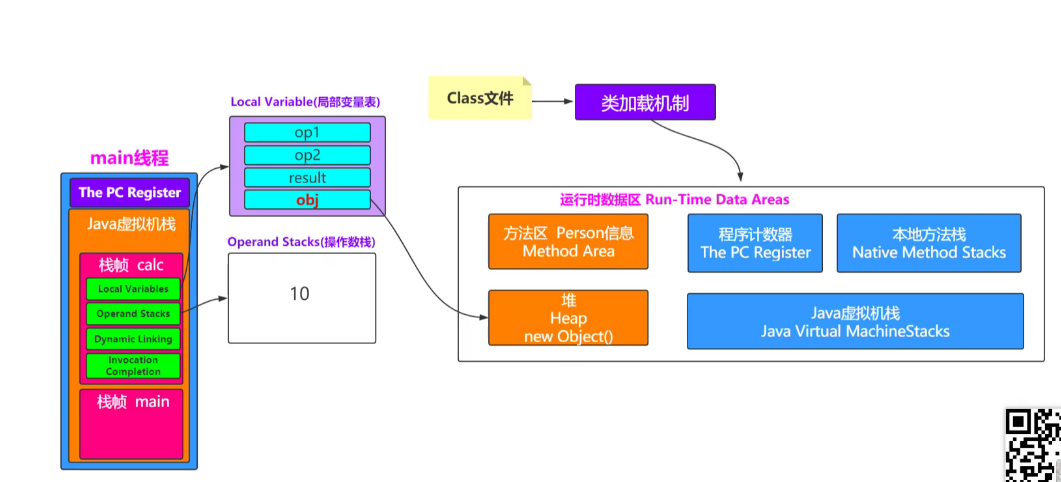 Class文件
类加载机制
Local Variable(局部变量表)
op1
op2
result
obj
main线程
The PC Register
Java虚拟机栈
栈帧 calc
Local Variables
Operand Stacks
Dynamic Linking
Invocation
Completion
栈帧 main
Operand Stacks(操作数栈)
10
运行时数据区 Run-Time Data Areas
方法区 Person信息
Method Area
程序计数器
The PC Register
本地方法栈
Native Method Stacks
堆
Heap
new Object()
Java虚拟机栈
Java Virtual MachineStacks